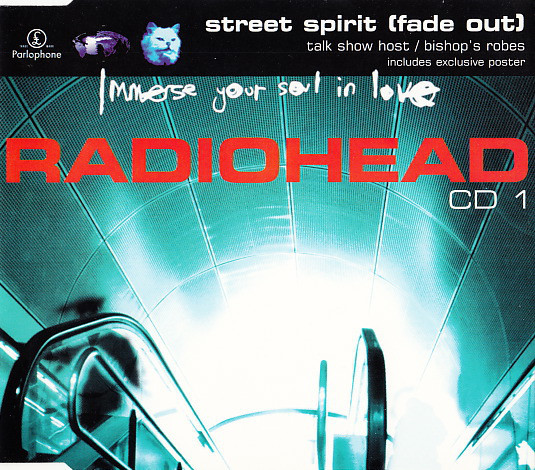 street spirit (fade out)
talk show host / bishop's robes
includes exclusive poster
£
Parlophone
Immerse your soul in love
RADIOHEAD
CD 1